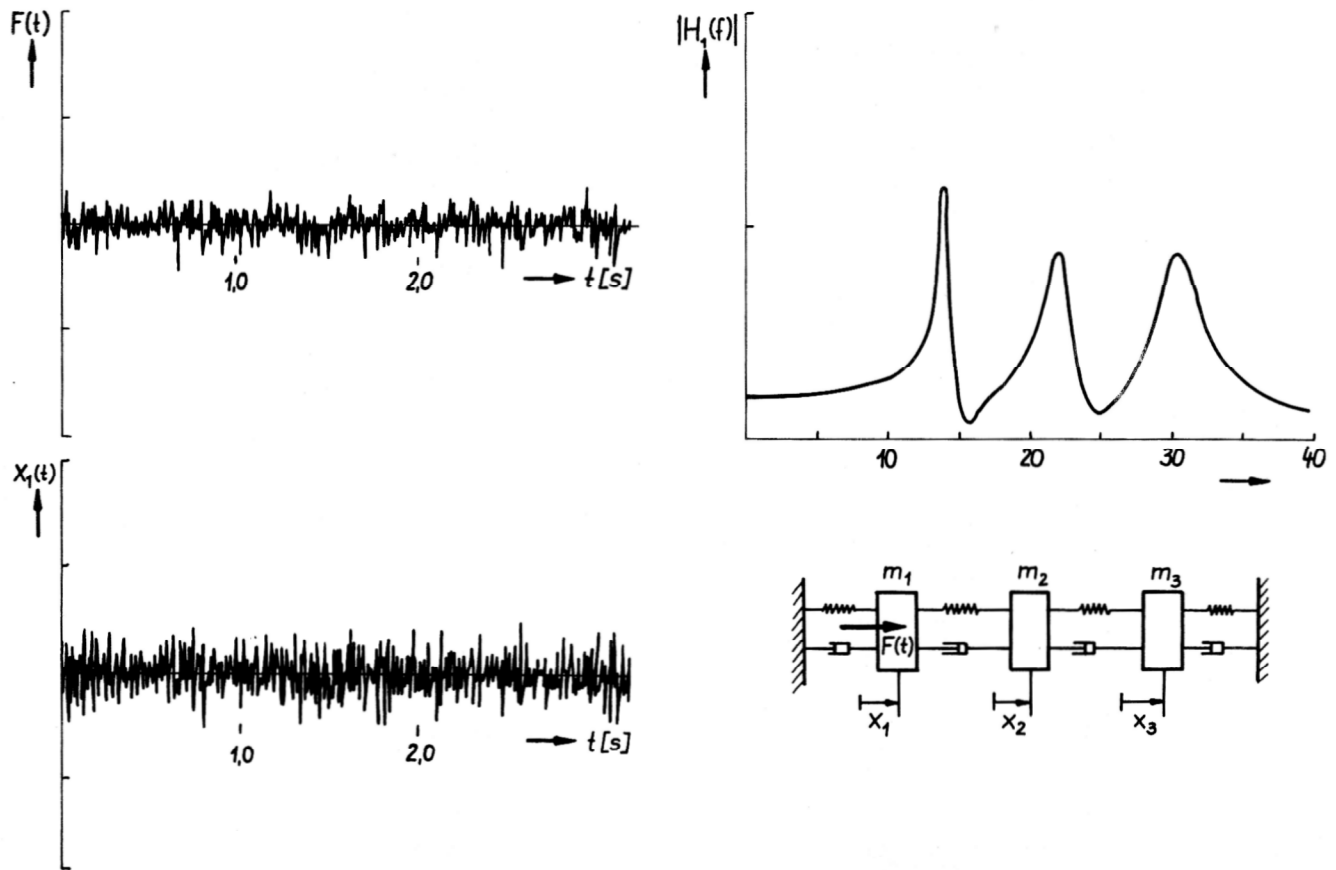 F(t)
1,0 2,0
t [s]
X₁(t)
1,0 2,0
t [s]
|H₁(f)|
10 20 30 40
m₁ m₂ m₃
F(t)
x₁ x₂ x₃